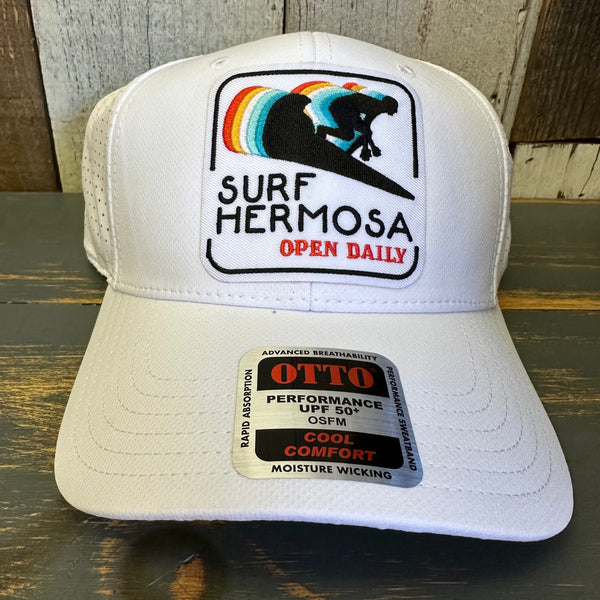 SURF
HERMOSA
OPEN DAILY
ADVANCED BREATHABILITY
RAPID ABSORPTION
OTTO
PERFORMANCE
UPF 50+
OSFM
COOL
COMFORT
PERFORMANCE SWEATBAND
MOISTURE WICKING